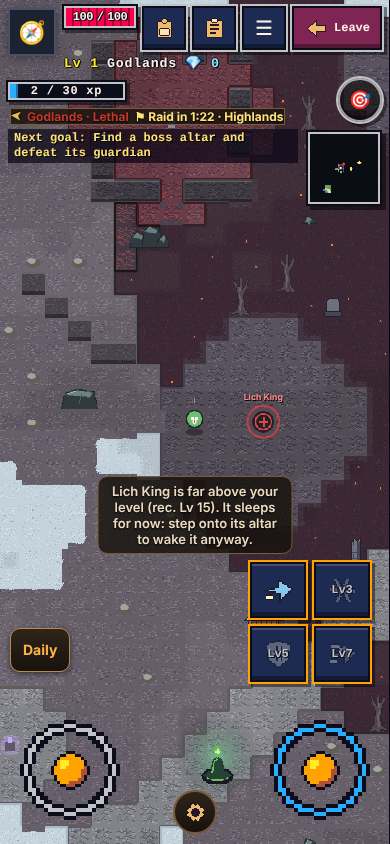 100/100
Leave
Lv 1 Godlands 0
2 / 30 xp
Godlands · Lethal Raid in 1:22 · Highlands
Next goal: Find a boss altar and
defeat its guardian
Lich King
Lich King is far above your
level (rec. Lv 15). It sleeps
for now: step onto its altar
to wake it anyway.
Lv3
Lv5
Lv7
Daily